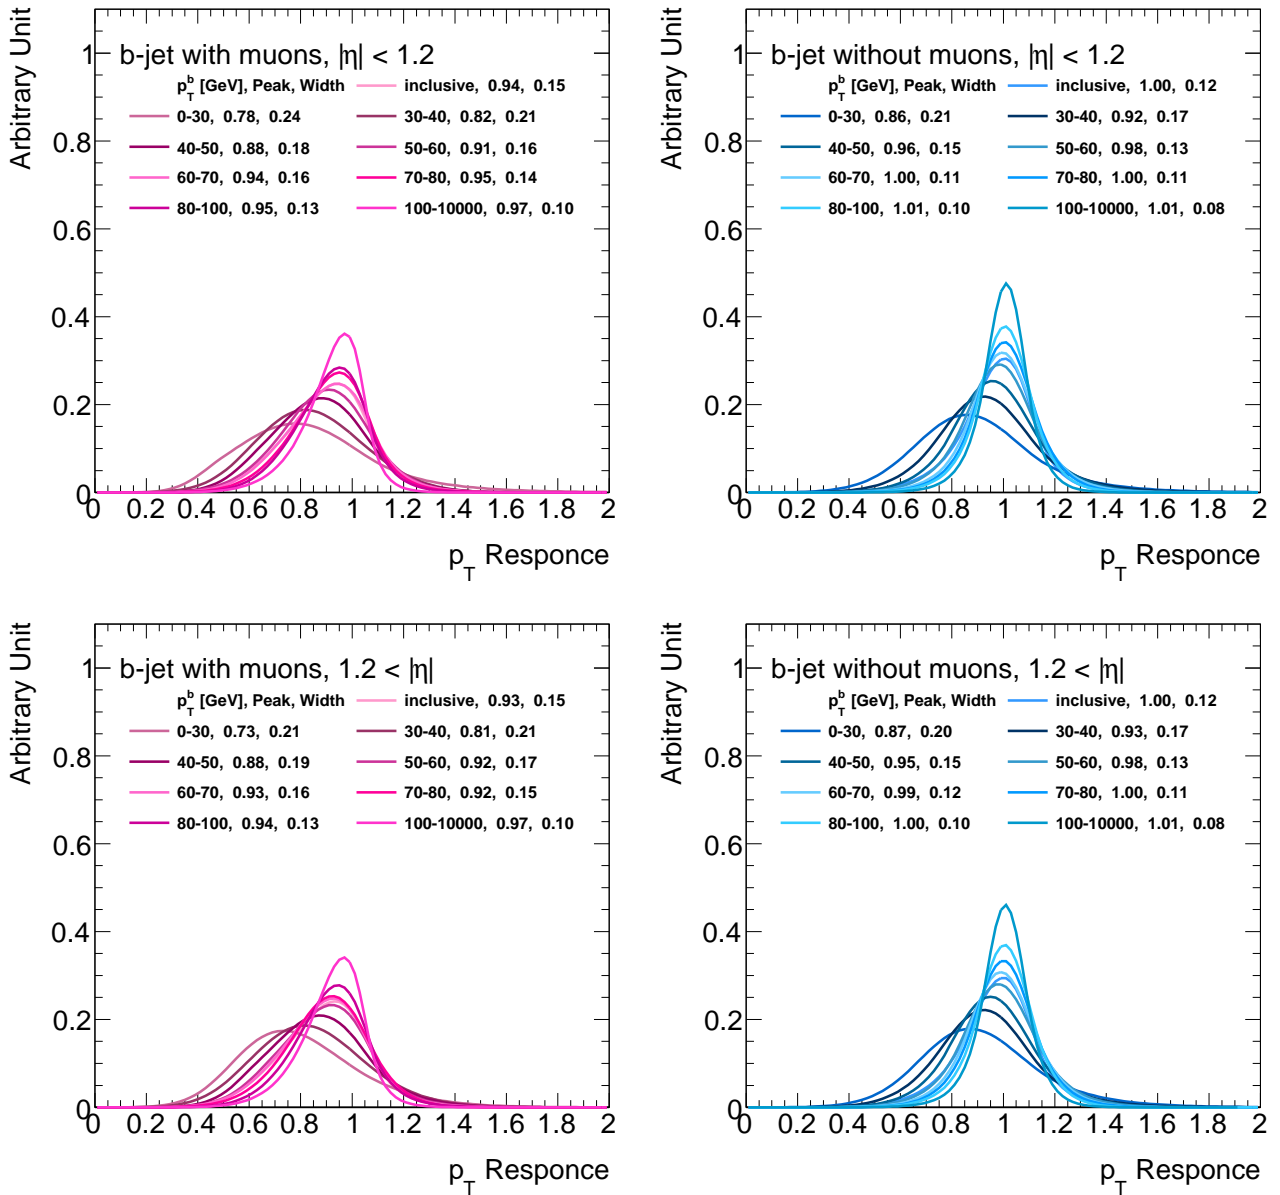 Arbitrary Unit
b-jet with muons, |η| < 1.2
p_T^b [GeV], Peak, Width
inclusive, 0.94, 0.15
0-30, 0.78, 0.24
30-40, 0.82, 0.21
40-50, 0.88, 0.18
50-60, 0.91, 0.16
60-70, 0.94, 0.16
70-80, 0.95, 0.14
80-100, 0.95, 0.13
100-10000, 0.97, 0.10
1
0.8
0.6
0.4
0.2
0
0 0.2 0.4 0.6 0.8 1 1.2 1.4 1.6 1.8 2
p_T Responce
Arbitrary Unit
b-jet without muons, |η| < 1.2
p_T^b [GeV], Peak, Width
inclusive, 1.00, 0.12
0-30, 0.86, 0.21
30-40, 0.92, 0.17
40-50, 0.96, 0.15
50-60, 0.98, 0.13
60-70, 1.00, 0.11
70-80, 1.00, 0.11
80-100, 1.01, 0.10
100-10000, 1.01, 0.08
1
0.8
0.6
0.4
0.2
0
0 0.2 0.4 0.6 0.8 1 1.2 1.4 1.6 1.8 2
p_T Responce
Arbitrary Unit
b-jet with muons, 1.2 < |η|
p_T^b [GeV], Peak, Width
inclusive, 0.93, 0.15
0-30, 0.73, 0.21
30-40, 0.81, 0.21
40-50, 0.88, 0.19
50-60, 0.92, 0.17
60-70, 0.93, 0.16
70-80, 0.92, 0.15
80-100, 0.94, 0.13
100-10000, 0.97, 0.10
1
0.8
0.6
0.4
0.2
0
0 0.2 0.4 0.6 0.8 1 1.2 1.4 1.6 1.8 2
p_T Responce
Arbitrary Unit
b-jet without muons, 1.2 < |η|
p_T^b [GeV], Peak, Width
inclusive, 1.00, 0.12
0-30, 0.87, 0.20
30-40, 0.93, 0.17
40-50, 0.95, 0.15
50-60, 0.98, 0.13
60-70, 0.99, 0.12
70-80, 1.00, 0.11
80-100, 1.00, 0.10
100-10000, 1.01, 0.08
1
0.8
0.6
0.4
0.2
0
0 0.2 0.4 0.6 0.8 1 1.2 1.4 1.6 1.8 2
p_T Responce